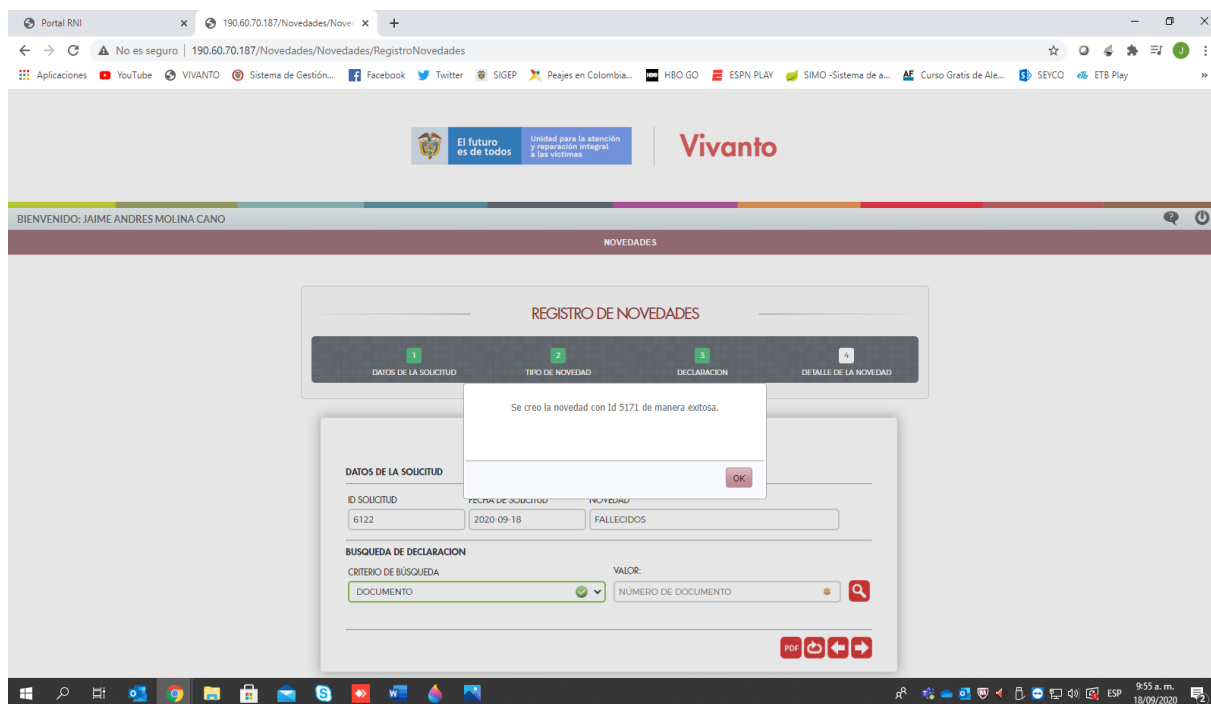 Portal RNI
190.60.70.187/Novedades/Nove
No es seguro | 190.60.70.187/Novedades/Novedades/RegistroNovedades
J
Aplicaciones YouTube VIVANTO Sistema de Gestión... Facebook Twitter SIGEP Peajes en Colombia... HBO GO ESPN PLAY SIMO -Sistema de a... Curso Gratis de Ale... SEYCO ETB Play »
El futuro es de todos
Unidad para la atención
y reparación integral
a las víctimas
Vivanto
BIENVENIDO: JAIME ANDRES MOLINA CANO
NOVEDADES
REGISTRO DE NOVEDADES
1 2 3 4
DATOS DE LA SOLICITUD TIPO DE NOVEDAD DECLARACION DETALLE DE LA NOVEDAD
Se creo la novedad con Id 5171 de manera exitosa.
OK
DATOS DE LA SOLICITUD
ID SOLICITUD FECHA DE SOLICITUD NOVEDAD
6122 2020-09-18 FALLECIDOS
BUSQUEDA DE DECLARACION
CRITERIO DE BÚSQUEDA VALOR:
DOCUMENTO NÚMERO DE DOCUMENTO
PDF
ESP 9:55 a. m.
18/09/2020